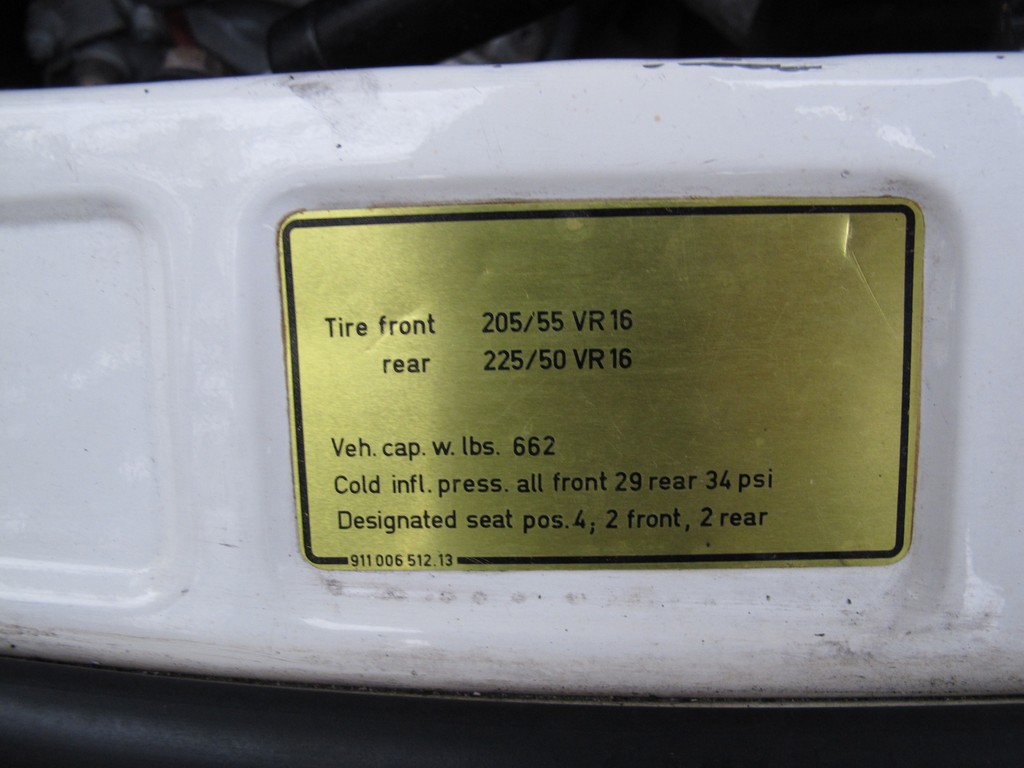 Tire front 205/55 VR 16
rear 225/50 VR 16
Veh. cap. w. lbs. 662
Cold infl. press. all front 29 rear 34 psi
Designated seat pos. 4; 2 front, 2 rear
911 006 512.13